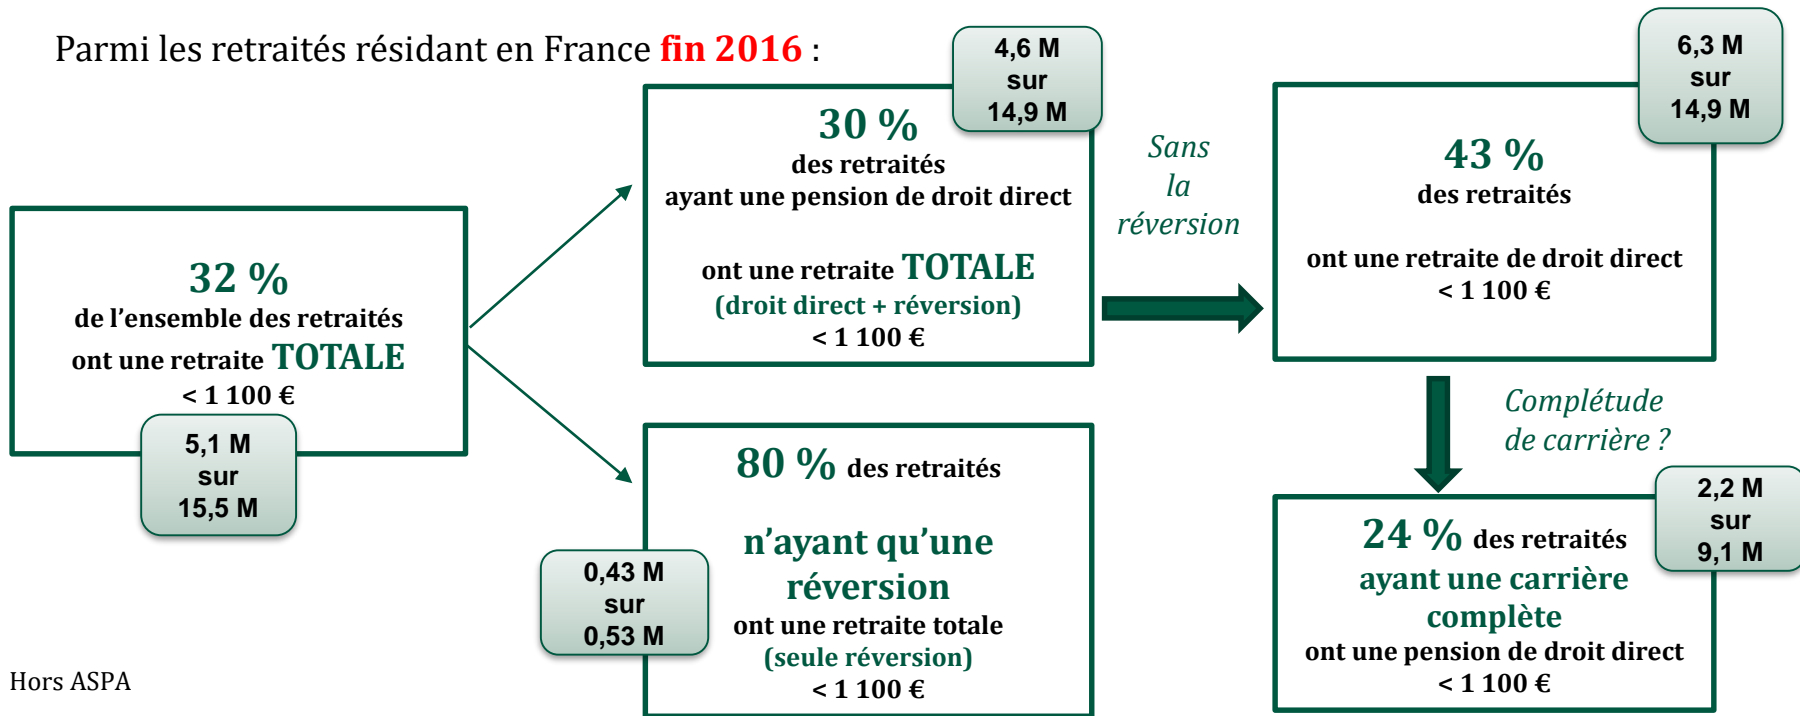 Parmi les retraités résidant en France fin 2016 :
32 %
de l’ensemble des retraités
ont une retraite TOTALE
< 1 100 €
5,1 M
sur
15,5 M
4,6 M
sur
14,9 M
30 %
des retraités
ayant une pension de droit direct
ont une retraite TOTALE
(droit direct + réversion)
< 1 100 €
80 % des retraités
n’ayant qu’une
réversion
ont une retraite totale
(seule réversion)
< 1 100 €
0,43 M
sur
0,53 M
Sans
la
réversion
6,3 M
sur
14,9 M
43 %
des retraités
ont une retraite de droit direct
< 1 100 €
Complétude
de carrière ?
2,2 M
sur
9,1 M
24 % des retraités
ayant une carrière
complète
ont une pension de droit direct
< 1 100 €
Hors ASPA